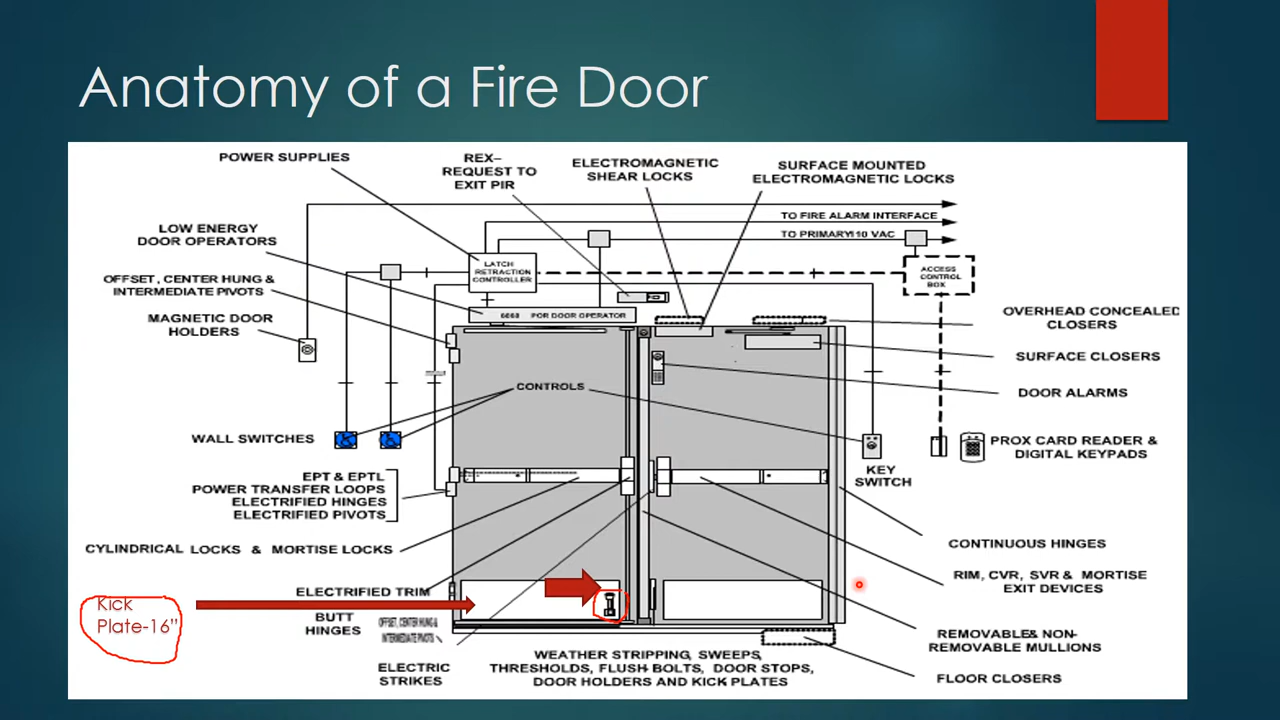 Anatomy of a Fire Door
POWER SUPPLIES
REX–
REQUEST TO
EXIT PIR
ELECTROMAGNETIC
SHEAR LOCKS
SURFACE MOUNTED
ELECTROMAGNETIC LOCKS
TO FIRE ALARM INTERFACE
TO PRIMARY110 VAC
LOW ENERGY
DOOR OPERATORS
OFFSET, CENTER HUNG &
INTERMEDIATE PIVOTS
MAGNETIC DOOR
HOLDERS
LATCH
RETRACTION
CONTROLLER
ACCESS
CONTROL
BOX
POR DOOR OPERATOR
OVERHEAD CONCEALED
CLOSERS
SURFACE CLOSERS
DOOR ALARMS
CONTROLS
WALL SWITCHES
KEY
SWITCH
PROX CARD READER &
DIGITAL KEYPADS
EPT & EPTL
POWER TRANSFER LOOPS
ELECTRIFIED HINGES
ELECTRIFIED PIVOTS
CYLINDRICAL LOCKS & MORTISE LOCKS
CONTINUOUS HINGES
RIM, CVR, SVR & MORTISE
EXIT DEVICES
ELECTRIFIED TRIM
Kick
Plate-16”
BUTT
HINGES
OFFSET, CENTER HUNG &
INTERMEDIATE PIVOTS
REMOVABLE& NON-
REMOVABLE MULLIONS
ELECTRIC
STRIKES
WEATHER STRIPPING, SWEEPS,
THRESHOLDS, FLUSH BOLTS, DOOR STOPS,
DOOR HOLDERS AND KICK PLATES
FLOOR CLOSERS